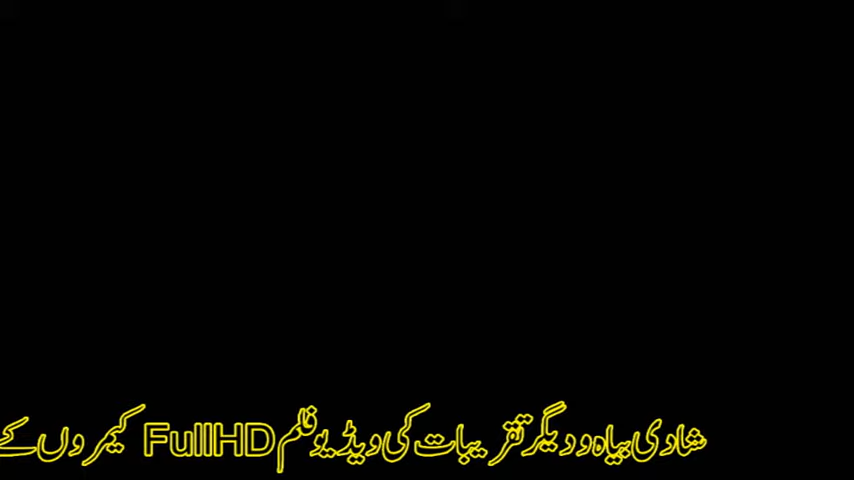 شادی بیاہ و دیگر تقریبات کی ویڈیو فلم FullHD کیمروں کے